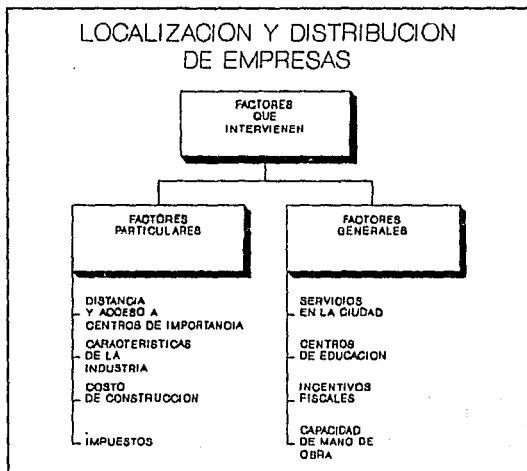 LOCALIZACION Y DISTRIBUCION
DE EMPRESAS
FACTORES
QUE
INTERVIENEN
FACTORES
PARTICULARES
DISTANCIA
Y ACCESO A
CENTROS DE IMPORTANCIA
CARACTERISTICAS
DE LA
INDUSTRIA
COSTO
DE CONSTRUCCION
IMPUESTOS
FACTORES
GENERALES
SERVICIOS
EN LA CIUDAD
CENTROS
DE EDUCACION
INCENTIVOS
FISCALES
CAPACIDAD
DE MANO DE
OBRA